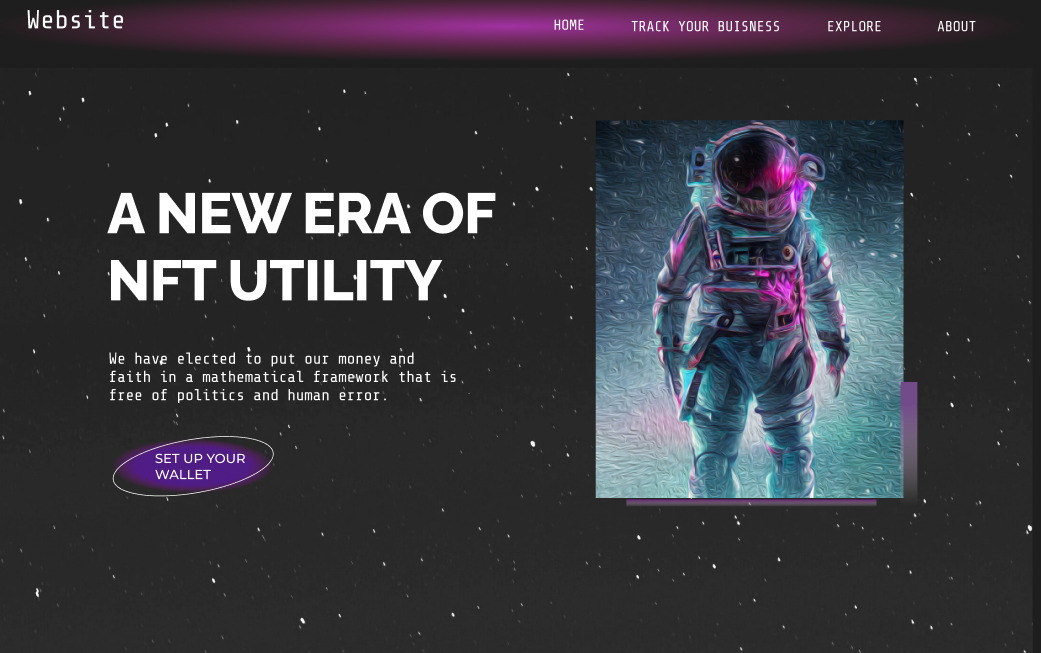 Website
HOME
TRACK YOUR BUISNESS
EXPLORE
ABOUT
A NEW ERA OF
NFT UTILITY
We have elected to put our money and
faith in a mathematical framework that is
free of politics and human error.
SET UP YOUR
WALLET